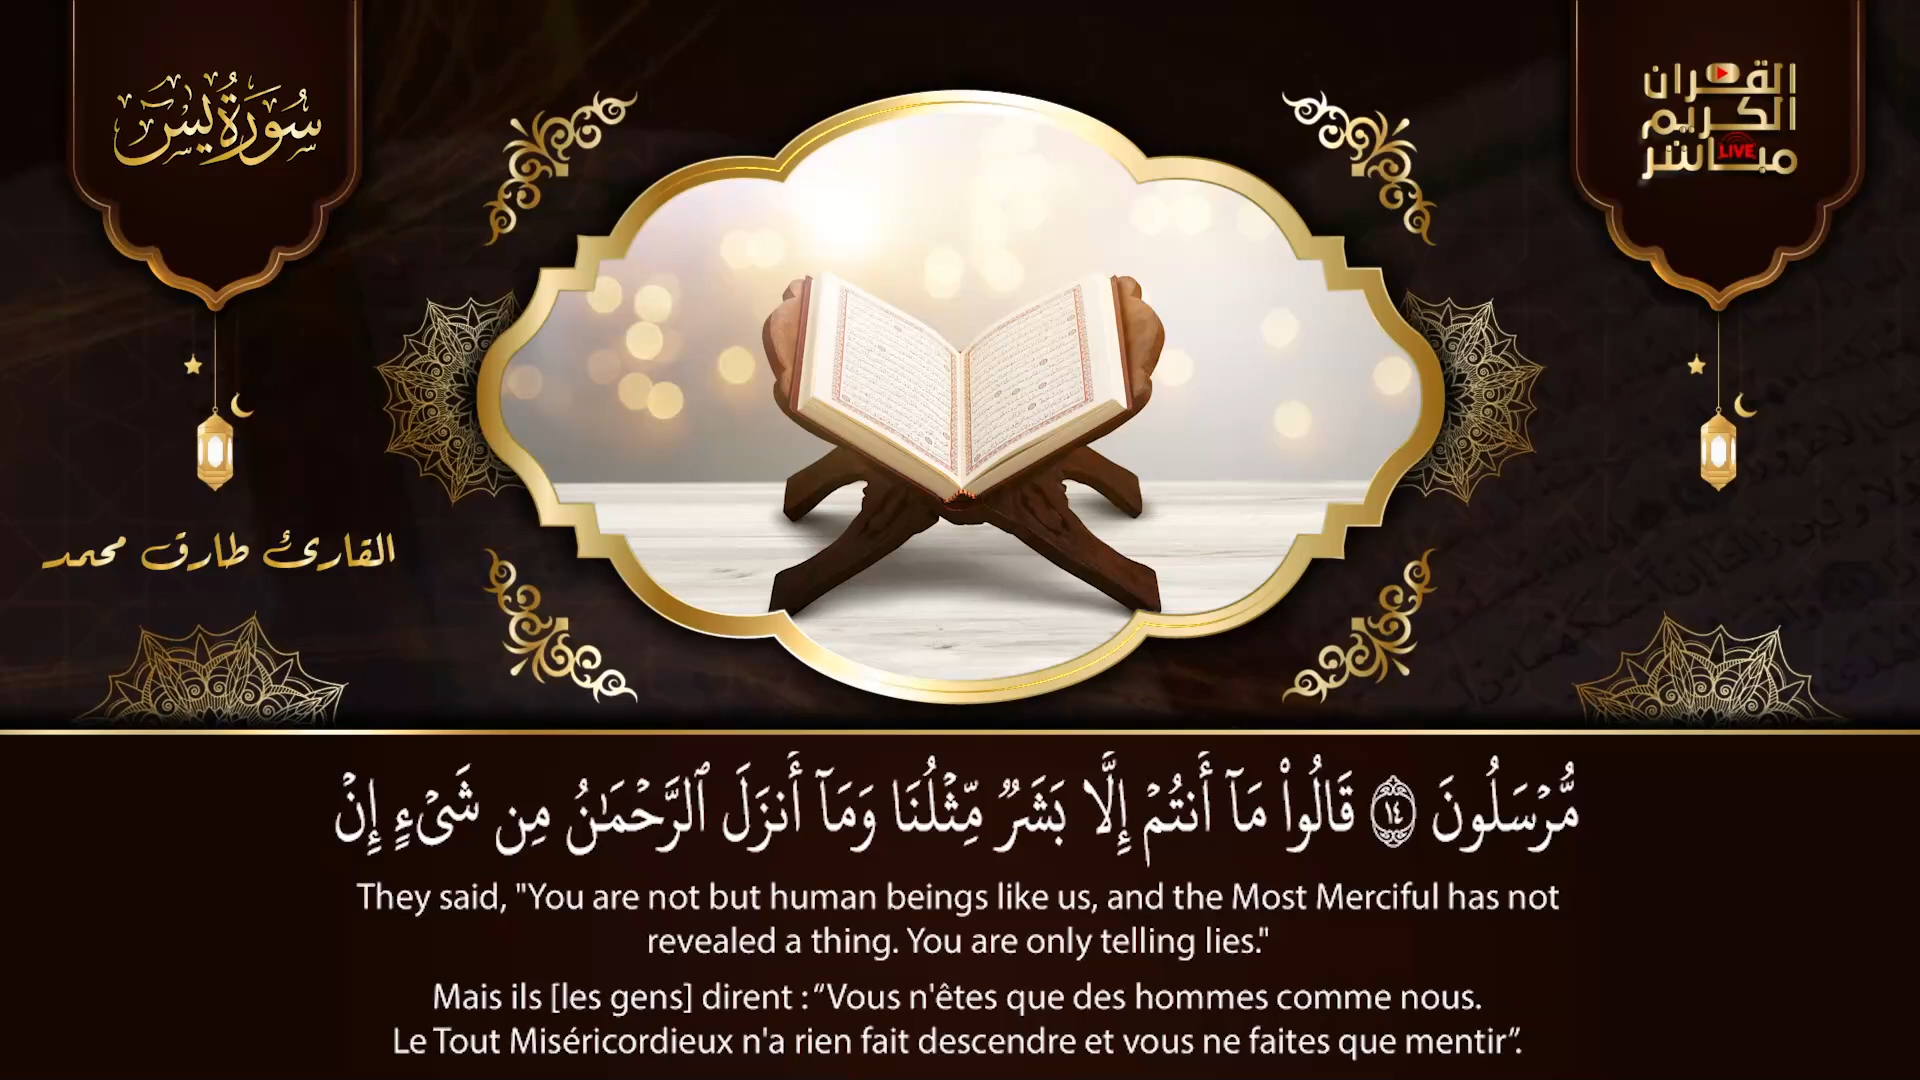 سُورَةُ يسٓ
القرآن
الكريم
مباشر
LIVE
القارئ طارق محمد
مُّرۡسَلُونَ ١٤ قَالُواْ مَآ أَنتُمۡ إِلَّا بَشَرٞ مِّثۡلُنَا وَمَآ أَنزَلَ ٱلرَّحۡمَٰنُ مِن شَيۡءٍ إِنۡ
They said, "You are not but human beings like us, and the Most Merciful has not
revealed a thing. You are only telling lies."
Mais ils [les gens] dirent : “Vous n'êtes que des hommes comme nous.
Le Tout Miséricordieux n'a rien fait descendre et vous ne faites que mentir”.